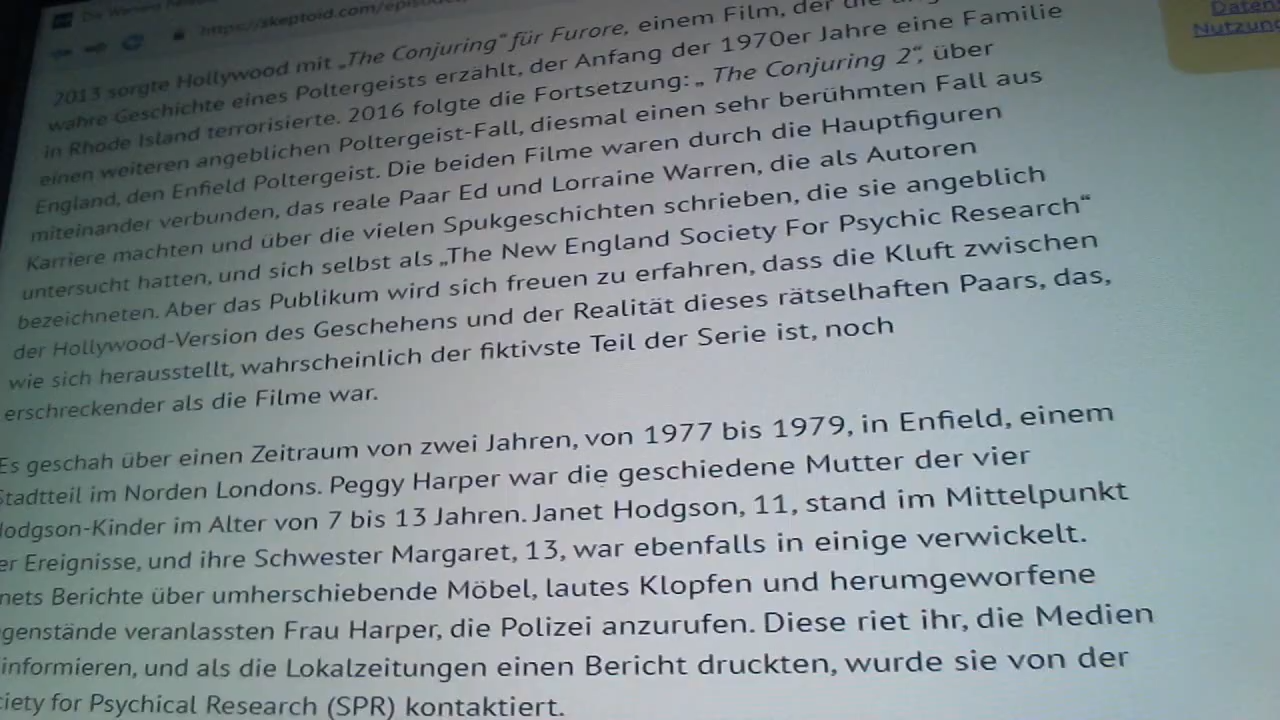 https://skeptoid.com/
Daten
Nutzung
2013 sorgte Hollywood mit „The Conjuring“ für Furore, einem Film, der die
wahre Geschichte eines Poltergeists erzählt, der Anfang der 1970er Jahre eine Familie
in Rhode Island terrorisierte. 2016 folgte die Fortsetzung: „ The Conjuring 2“, über
einen weiteren angeblichen Poltergeist-Fall, diesmal einen sehr berühmten Fall aus
England, den Enfield Poltergeist. Die beiden Filme waren durch die Hauptfiguren
miteinander verbunden, das reale Paar Ed und Lorraine Warren, die als Autoren
Karriere machten und über die vielen Spukgeschichten schrieben, die sie angeblich
untersucht hatten, und sich selbst als „The New England Society For Psychic Research“
bezeichneten. Aber das Publikum wird sich freuen zu erfahren, dass die Kluft zwischen
der Hollywood-Version des Geschehens und der Realität dieses rätselhaften Paars, das,
wie sich herausstellt, wahrscheinlich der fiktivste Teil der Serie ist, noch
erschreckender als die Filme war.
Es geschah über einen Zeitraum von zwei Jahren, von 1977 bis 1979, in Enfield, einem
Stadtteil im Norden Londons. Peggy Harper war die geschiedene Mutter der vier
Hodgson-Kinder im Alter von 7 bis 13 Jahren. Janet Hodgson, 11, stand im Mittelpunkt
er Ereignisse, und ihre Schwester Margaret, 13, war ebenfalls in einige verwickelt.
nets Berichte über umherschiebende Möbel, lautes Klopfen und herumgeworfene
genstände veranlassten Frau Harper, die Polizei anzurufen. Diese riet ihr, die Medien
informieren, und als die Lokalzeitungen einen Bericht druckten, wurde sie von der
ciety for Psychical Research (SPR) kontaktiert.